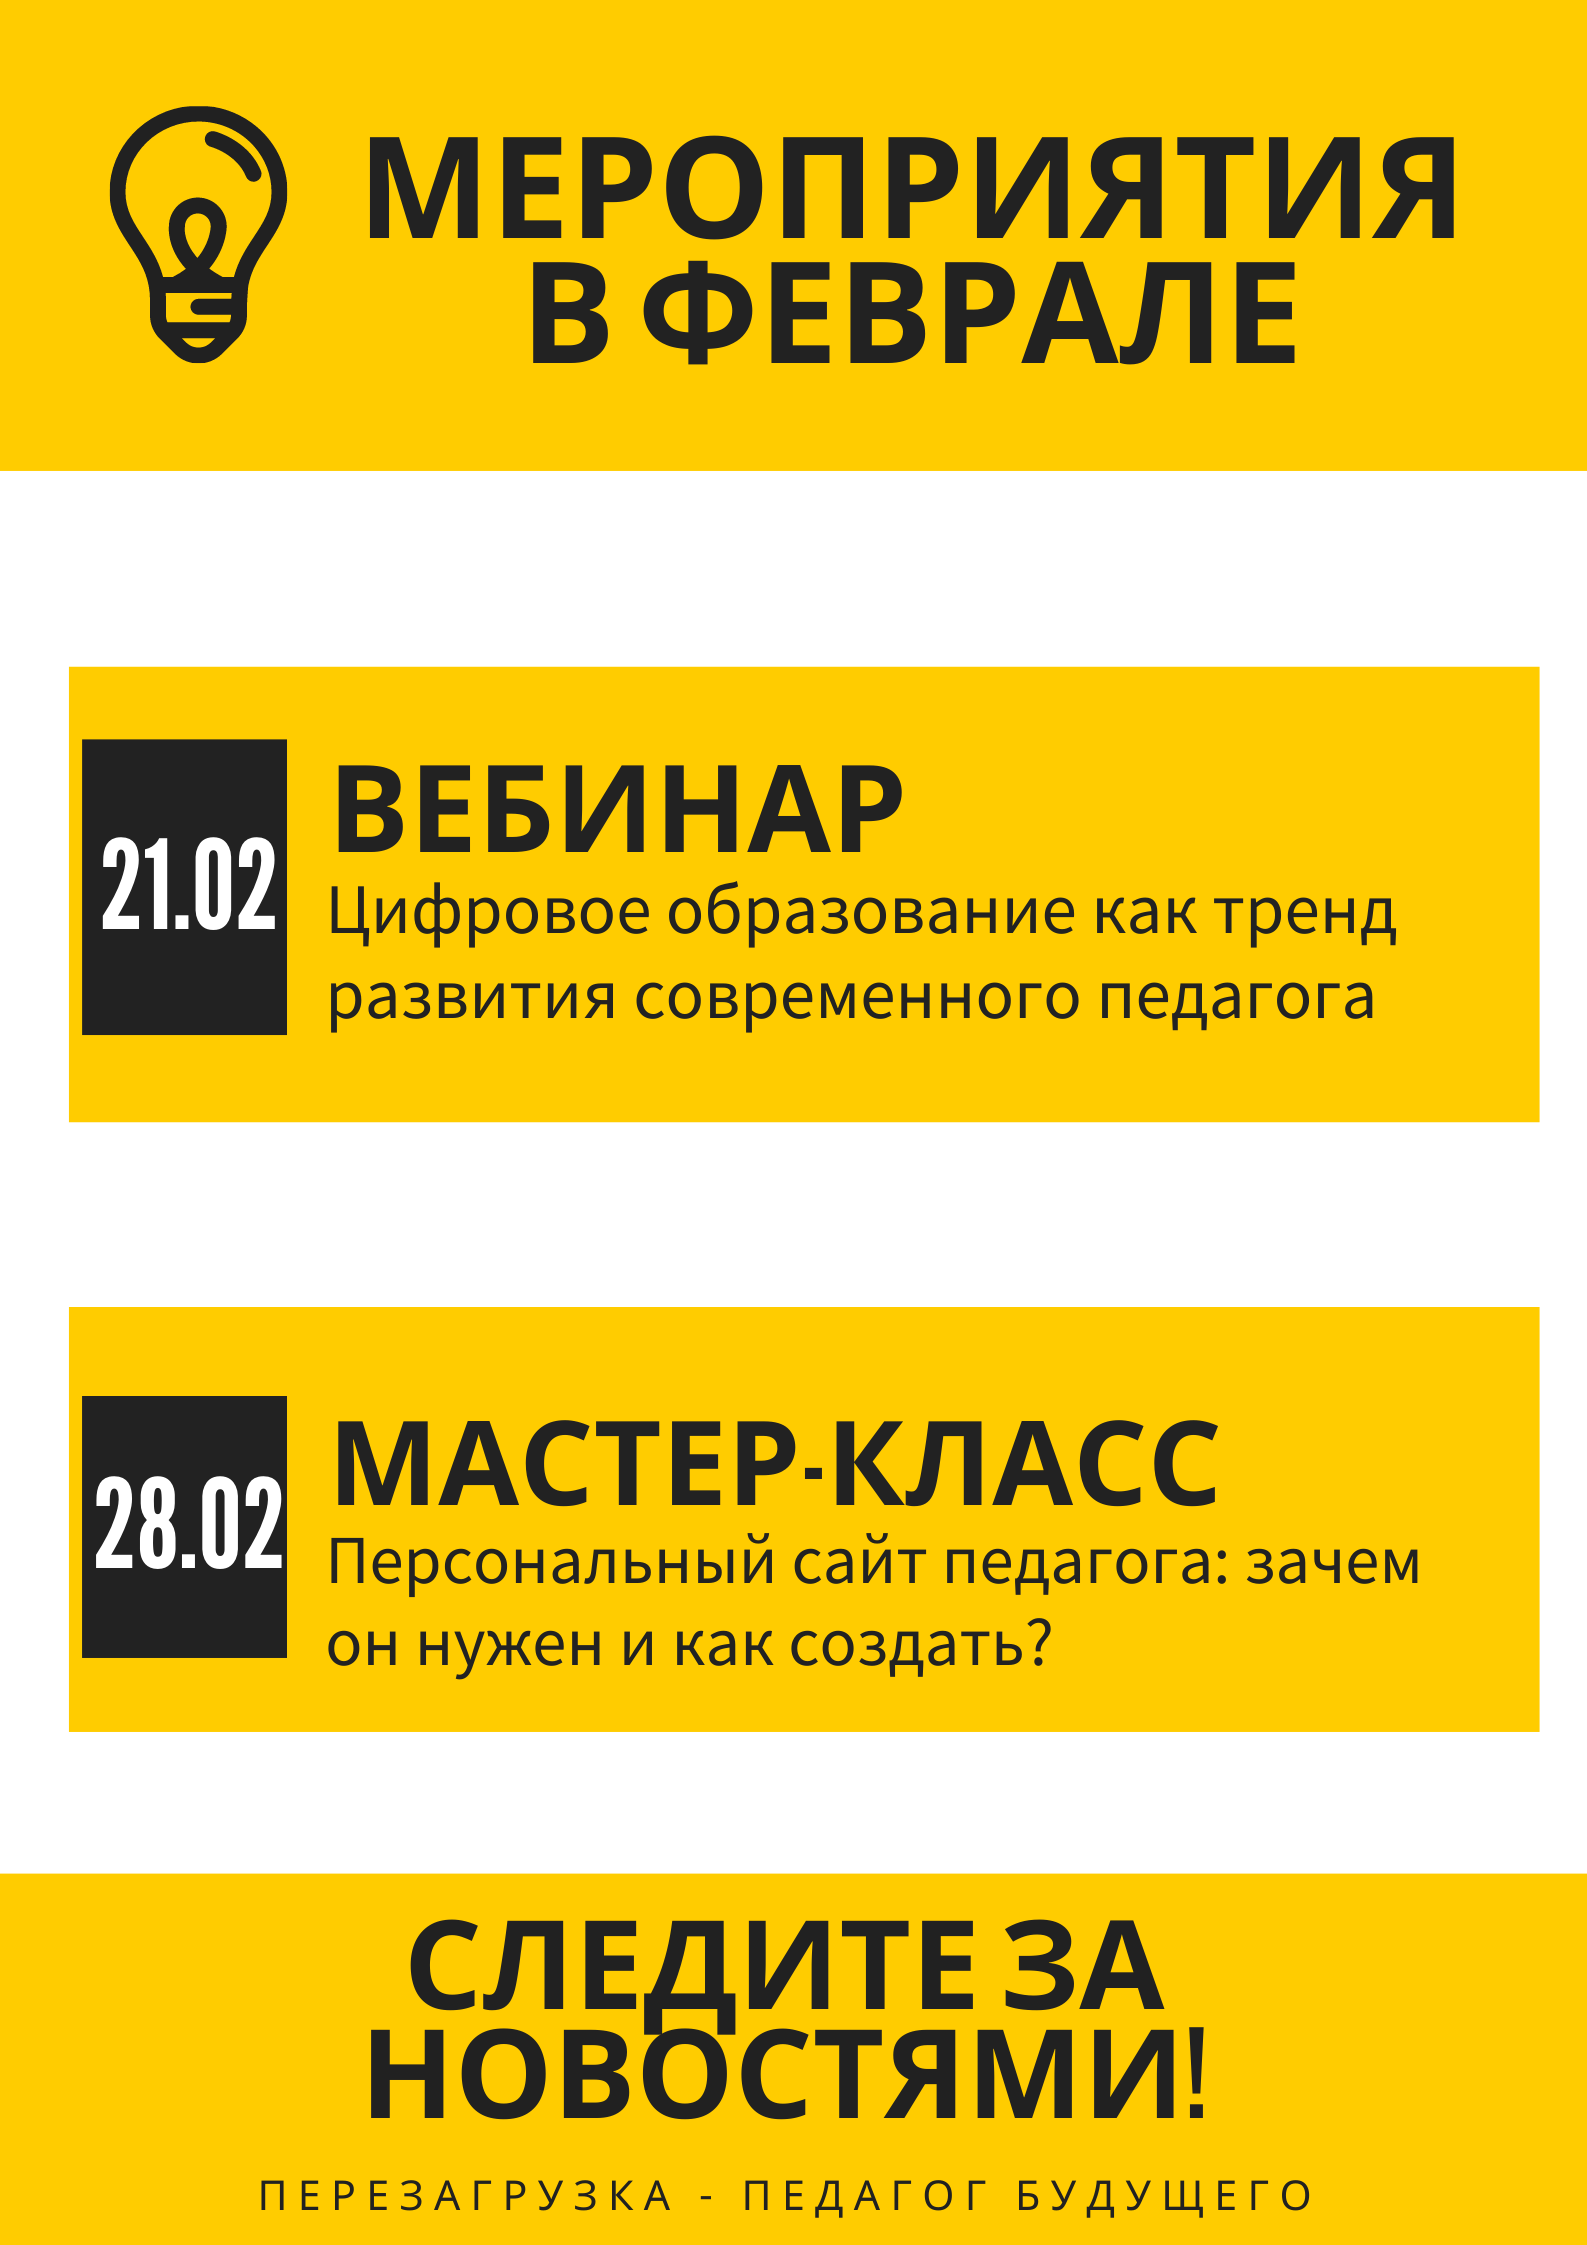 МЕРОПРИЯТИЯ
В ФЕВРАЛЕ
21.02
ВЕБИНАР
Цифровое образование как тренд
развития современного педагога
28.02
МАСТЕР-КЛАСС
Персональный сайт педагога: зачем
он нужен и как создать?
СЛЕДИТЕ ЗА
НОВОСТЯМИ!
ПЕРЕЗАГРУЗКА - ПЕДАГОГ БУДУЩЕГО